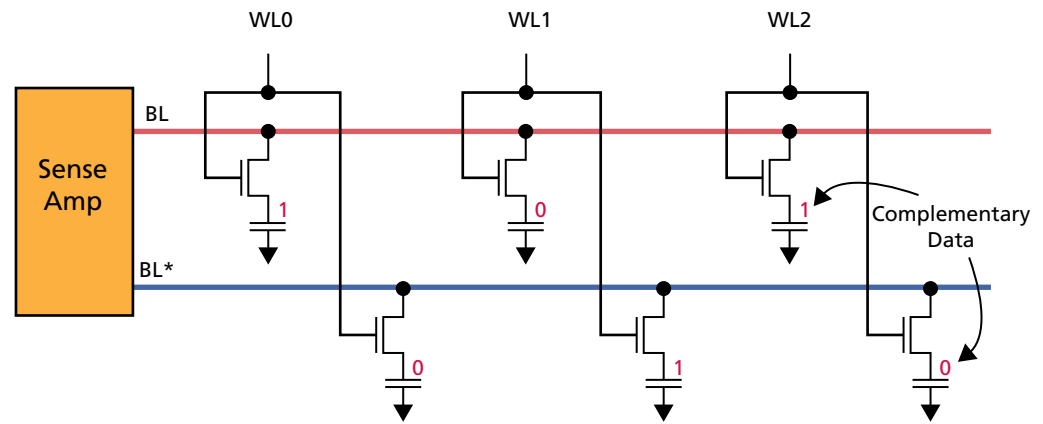 WL0
WL1
WL2
BL
Sense
Amp
1
0
1
Complementary
Data
BL*
0
1
0